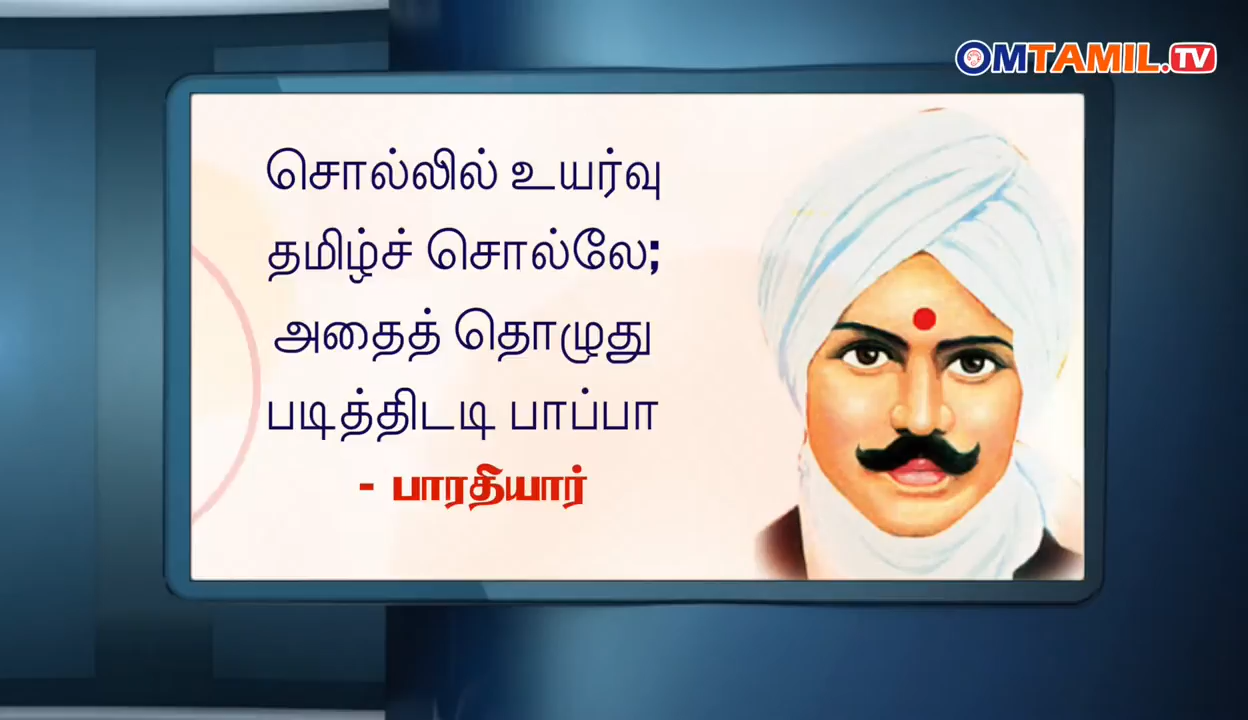 OMTAMIL.TV
சொல்லில் உயர்வு
தமிழ்ச் சொல்லே;
அதைத் தொழுது
படித்திடடி பாப்பா
- பாரதியார்